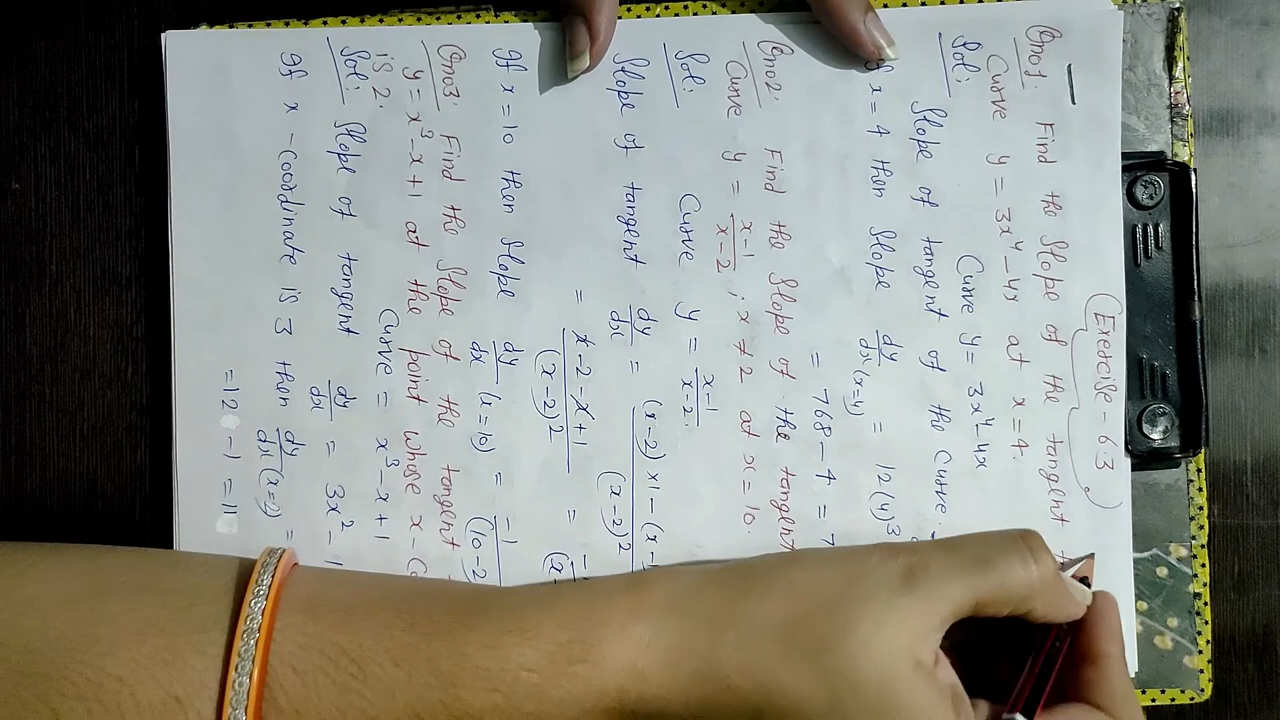 (Exercise - 6.3)
Qno1. Find the Slope of the tangent
Curve y = 3x⁴ - 4x at x = 4.
Sol: Curve y = 3x⁴ - 4x
Slope of tangent of the Curve
x = 4 then Slope dy/dx (x=4) = 12(4)³
= 768 - 4 = 7
Qno2. Find the Slope of the tangent
Curve y = x-1/x-2, x ≠ 2 at x = 10.
Sol: Curve y = x-1/x-2.
Slope of tangent dy/dx = (x-2)×1-(x-1/(x-2)²
= x-2-x+1/(x-2)² = -1/(x-
If x = 10 then Slope dy/dx (x=10) = -1/(10-2
Qno3. Find the Slope of the tangent
y = x³-x+1 at the point whose x-Co
is 2. Curve = x³-x+1
Sol: Slope of tangent dy/dx = 3x²-1
If x-coordinate is 3 then dy/dx (x=2) =
= 12 - 1 = 11